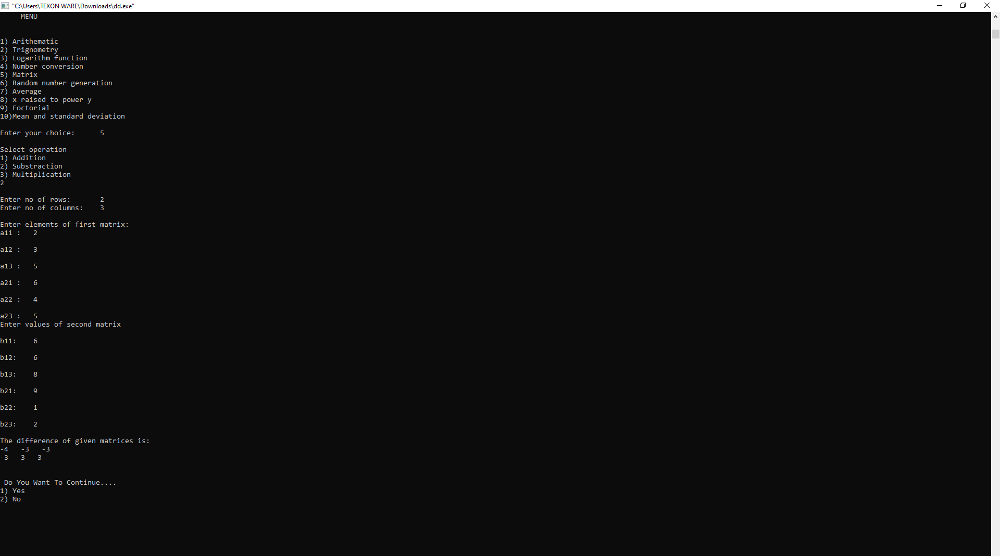 "C:\Users\TEXON WARE\Downloads\dd.exe"
MENU
1) Arithematic
2) Trignometry
3) Logarithm function
4) Number conversion
5) Matrix
6) Random number generation
7) Average
8) x raised to power y
9) Foctorial
10)Mean and standard deviation
Enter your choice: 5
Select operation
1) Addition
2) Substraction
3) Multiplication
2
Enter no of rows: 2
Enter no of columns: 3
Enter elements of first matrix:
a11 : 2
a12 : 3
a13 : 5
a21 : 6
a22 : 4
a23 : 5
Enter values of second matrix
b11: 6
b12: 6
b13: 8
b21: 9
b22: 1
b23: 2
The difference of given matrices is:
-4 -3 -3
-3 3 3
Do You Want To Continue....
1) Yes
2) No